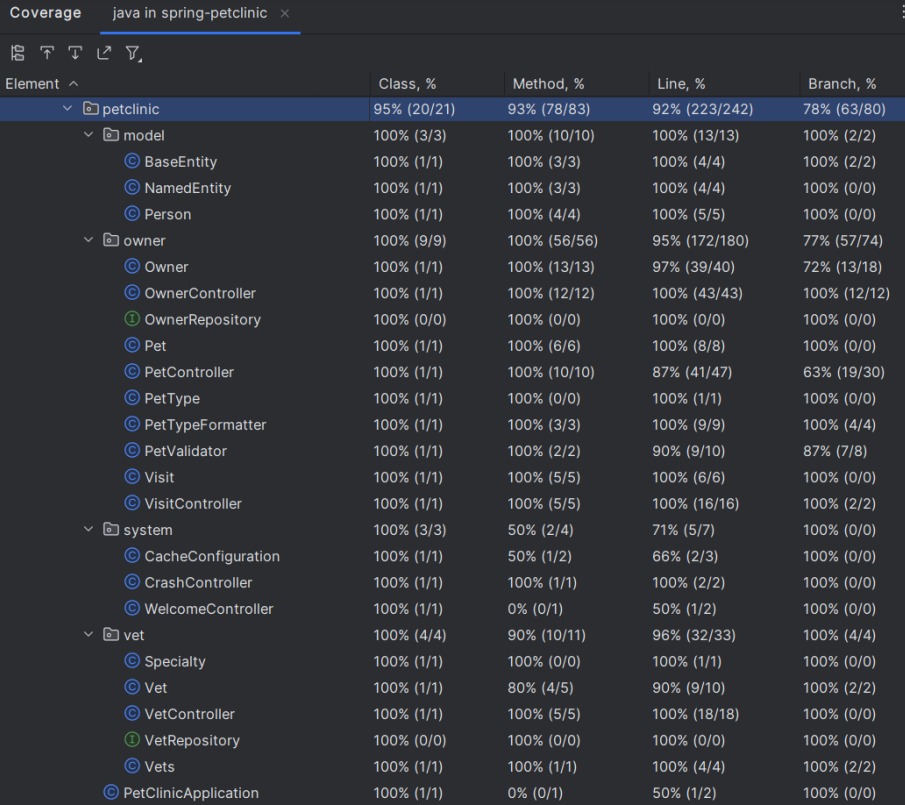 Coverage java in spring-petclinic ×
Element Class, % Method, % Line, % Branch, %
petclinic 95% (20/21) 93% (78/83) 92% (223/242) 78% (63/80)
model 100% (3/3) 100% (10/10) 100% (13/13) 100% (2/2)
BaseEntity 100% (1/1) 100% (3/3) 100% (4/4) 100% (2/2)
NamedEntity 100% (1/1) 100% (3/3) 100% (4/4) 100% (0/0)
Person 100% (1/1) 100% (4/4) 100% (5/5) 100% (0/0)
owner 100% (9/9) 100% (56/56) 95% (172/180) 77% (57/74)
Owner 100% (1/1) 100% (13/13) 97% (39/40) 72% (13/18)
OwnerController 100% (1/1) 100% (12/12) 100% (43/43) 100% (12/12)
OwnerRepository 100% (0/0) 100% (0/0) 100% (0/0) 100% (0/0)
Pet 100% (1/1) 100% (6/6) 100% (8/8) 100% (0/0)
PetController 100% (1/1) 100% (10/10) 87% (41/47) 63% (19/30)
PetType 100% (1/1) 100% (0/0) 100% (1/1) 100% (0/0)
PetTypeFormatter 100% (1/1) 100% (3/3) 100% (9/9) 100% (4/4)
PetValidator 100% (1/1) 100% (2/2) 90% (9/10) 87% (7/8)
Visit 100% (1/1) 100% (5/5) 100% (6/6) 100% (0/0)
VisitController 100% (1/1) 100% (5/5) 100% (16/16) 100% (2/2)
system 100% (3/3) 50% (2/4) 71% (5/7) 100% (0/0)
CacheConfiguration 100% (1/1) 50% (1/2) 66% (2/3) 100% (0/0)
CrashController 100% (1/1) 100% (1/1) 100% (2/2) 100% (0/0)
WelcomeController 100% (1/1) 0% (0/1) 50% (1/2) 100% (0/0)
vet 100% (4/4) 90% (10/11) 96% (32/33) 100% (4/4)
Specialty 100% (1/1) 100% (0/0) 100% (1/1) 100% (0/0)
Vet 100% (1/1) 80% (4/5) 90% (9/10) 100% (2/2)
VetController 100% (1/1) 100% (5/5) 100% (18/18) 100% (0/0)
VetRepository 100% (0/0) 100% (0/0) 100% (0/0) 100% (0/0)
Vets 100% (1/1) 100% (1/1) 100% (4/4) 100% (2/2)
PetClinicApplication 100% (1/1) 0% (0/1) 50% (1/2) 100% (0/0)